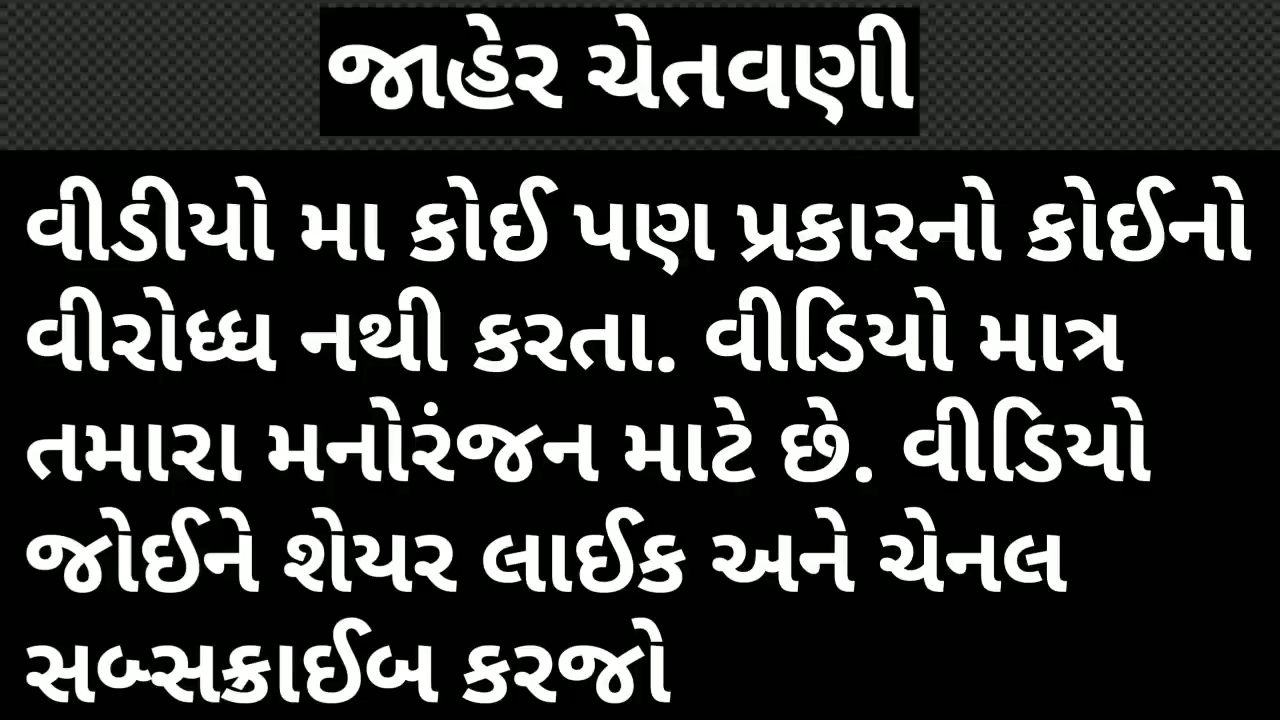 જાહેર ચેતવણી
વીડીયો મા કોઈ પણ પ્રકારનો કોઈનો
વીરોધ્ધ નથી કરતા. વીડિયો માત્ર
તમારા મનોરંજન માટે છે. વીડિયો
જોઈને શેયર લાઈક અને ચેનલ
સબ્સક્રાઈબ કરજો